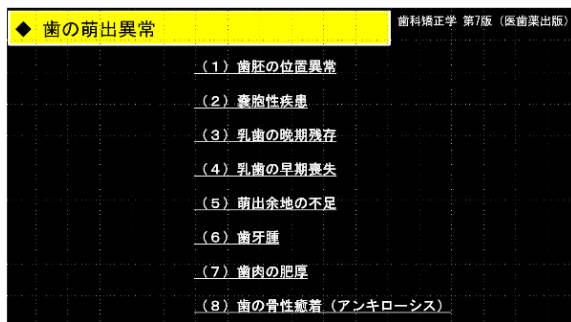 ◆ 歯の萌出異常
歯科矯正学 第7版（医歯薬出版）
（1）歯胚の位置異常
（2）嚢胞性疾患
（3）乳歯の晩期残存
（4）乳歯の早期喪失
（5）萌出余地の不足
（6）歯牙腫
（7）歯肉の肥厚
（8）歯の骨性癒着（アンキローシス）